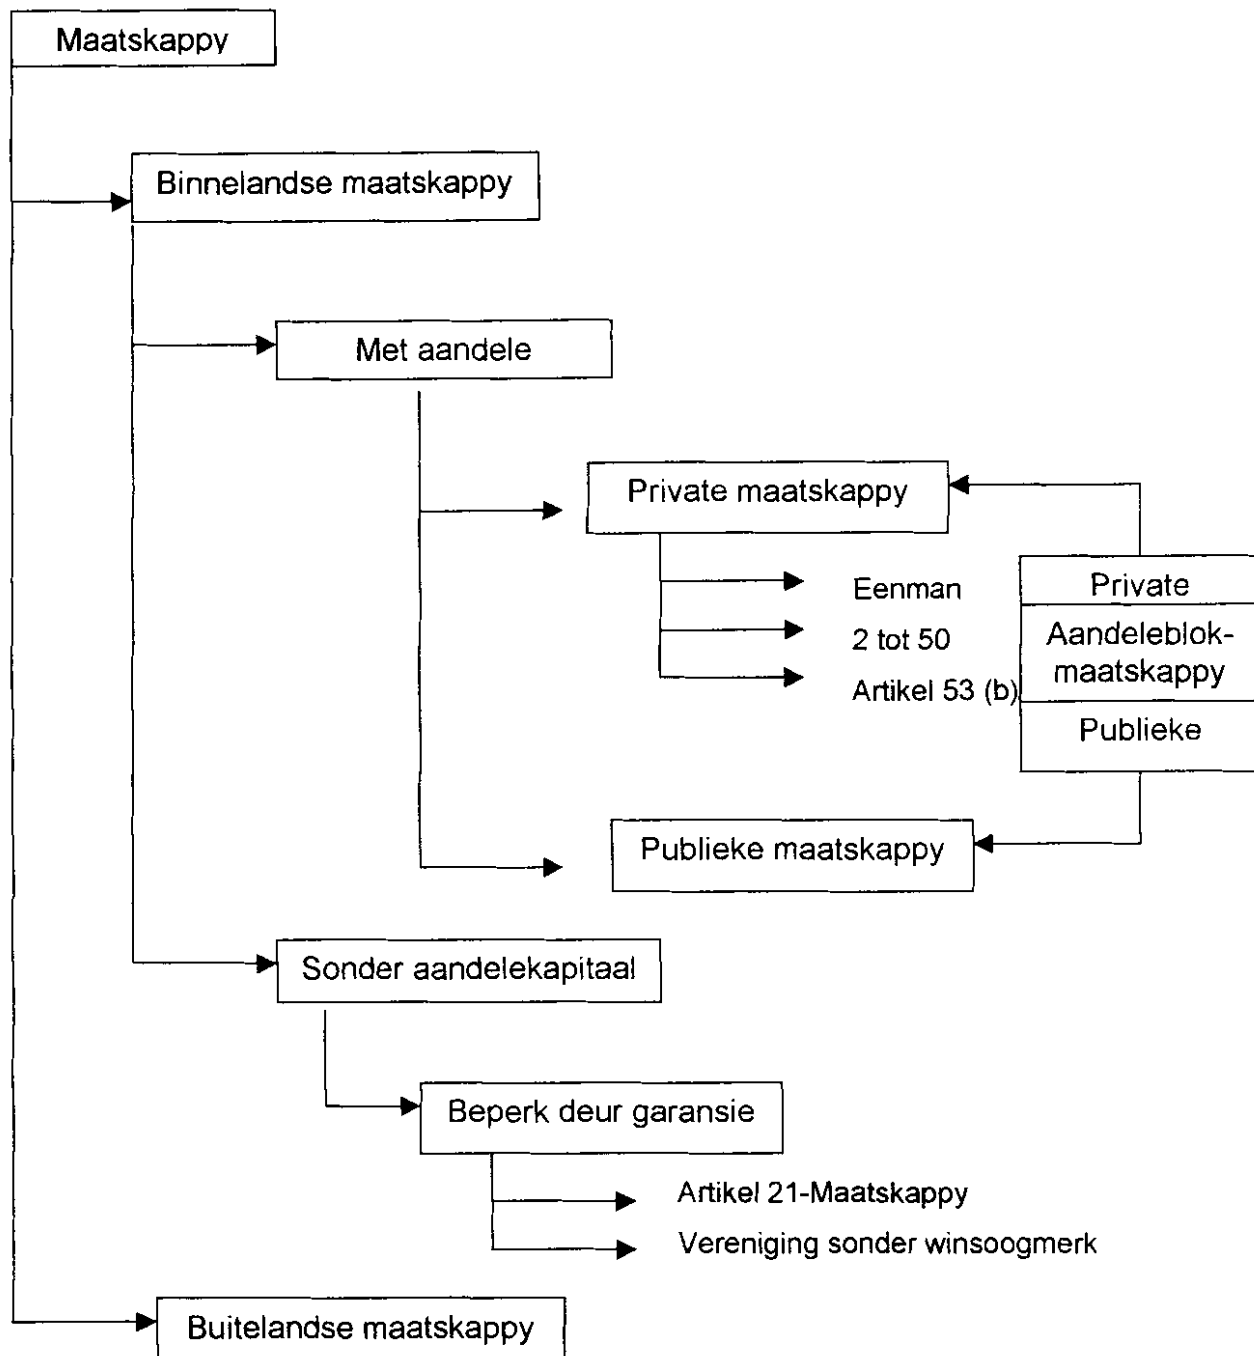 Maatskappy
Binnelandse maatskappy
Met aandele
Private maatskappy
Eenman
2 tot 50
Artikel 53 (b)
Private
Aandeleblok-
maatskappy
Publieke
Publieke maatskappy
Sonder aandelekapitaal
Beperk deur garansie
Artikel 21-Maatskappy
Vereniging sonder winsoogmerk
Buitelandse maatskappy